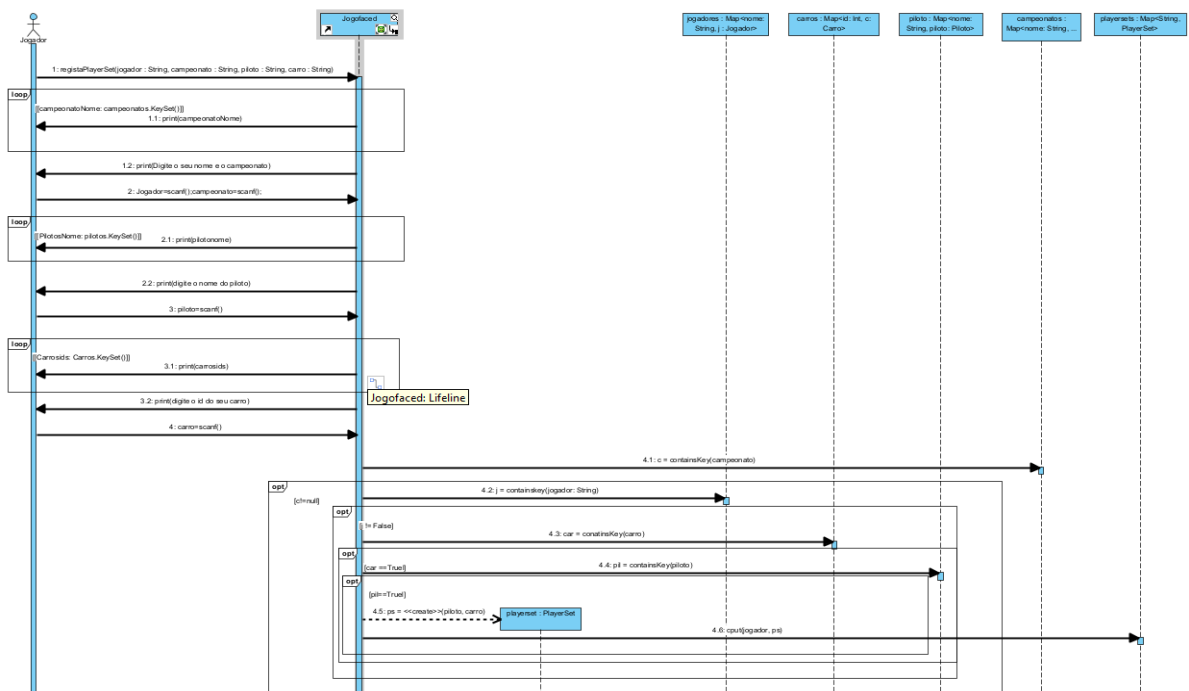 Jogador
Jogofaced
jogadores : Map<nome:
String, j : Jogador>
carros : Map<id: Int, c:
Carro>
piloto : Map<nome:
String, piloto: Piloto>
campeonatos :
Map<nome: String, ...
playersets : Map<String,
PlayerSet>
1: registaPlayerSet(jogador : String, campeonato : String, piloto : String, carro : String)
loop
[[campeonatoNome: campeonatos.KeySet()]]
1.1: print(campeonatoNome)
1.2: print(Digite o seu nome e o campeonato)
2: Jogador=scanf();campeonato=scanf();
loop
[[PilotosNome: pilotos.KeySet()]]
2.1: print(pilotonome)
2.2: print(digite o nome do piloto)
3: piloto=scanf()
loop
[[Carrosids: Carros.KeySet()]]
3.1: print(carrosids)
Jogofaced: Lifeline
3.2: print(digite o id do seu carro)
4: carro=scanf()
4.1: c = containsKey(campeonato)
opt
[c!=null]
4.2: j = containskey(jogador: String)
opt
!= False]
4.3: car = conatinsKey(carro)
opt
[car ==True]
4.4: pil = containsKey(piloto)
opt
[pil==True]
4.5: ps = <<create>>(piloto, carro)
playerset : PlayerSet
4.6: cput(jogador, ps)